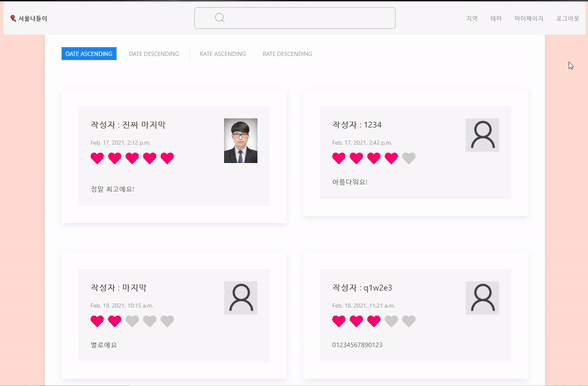 서울나들이
지역 테마 마이페이지 로그아웃
DATE ASCENDING DATE DESCENDING RATE ASCENDING RATE DESCENDING
작성자 : 진짜 마지막
Feb. 17, 2021, 2:12 p.m.
정말 최고예요!
작성자 : 1234
Feb. 17, 2021, 2:42 p.m.
아름다워요!
작성자 : 마지막
Feb. 18, 2021, 10:15 a.m.
별로예요
작성자 : q1w2e3
Feb. 18, 2021, 11:21 a.m.
01234567890123